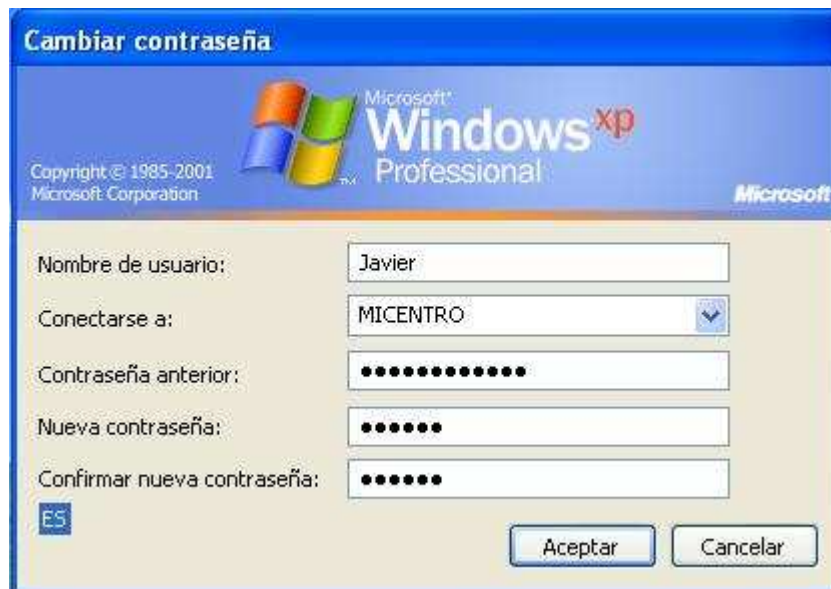 Cambiar contraseña
Microsoft®
Windows xp
Professional
TM
Copyright © 1985-2001
Microsoft Corporation
Microsoft
Nombre de usuario: Javier
Conectarse a: MICENTRO
Contraseña anterior: ●●●●●●●●●●●●
Nueva contraseña: ●●●●●●
Confirmar nueva contraseña: ●●●●●●
ES
Aceptar Cancelar